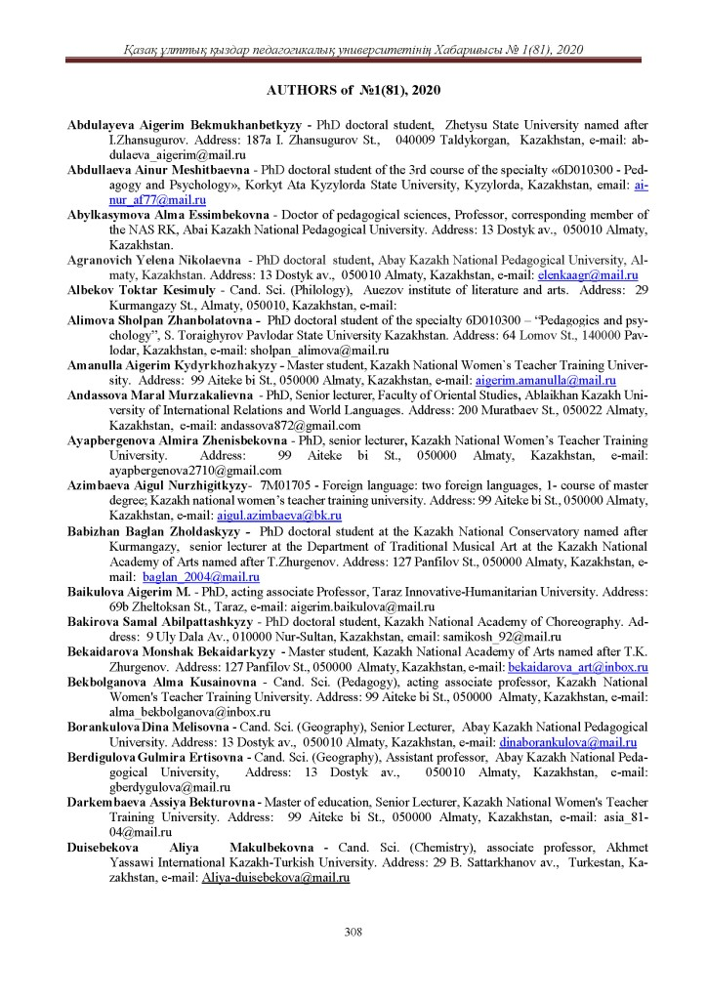 Қазақ ұлттық қыздар педагогикалық университетінің Хабаршысы № 1(81), 2020
AUTHORS of №1(81), 2020
Abdulayeva Aigerim Bekmukhanbetkyzy - PhD doctoral student, Zhetysu State University named after
I.Zhansugurov. Address: 187a I. Zhansugurov St., 040009 Taldykorgan, Kazakhstan, e-mail: ab-
dulaeva_aigerim@mail.ru
Abdullaeva Ainur Meshitbaevna - PhD doctoral student of the 3rd course of the specialty «6D010300 - Ped-
agogy and Psychology», Korkyt Ata Kyzylorda State University, Kyzylorda, Kazakhstan, email: ai-
nur_af77@mail.ru
Abylkasymova Alma Essimbekovna - Doctor of pedagogical sciences, Professor, corresponding member of
the NAS RK, Abai Kazakh National Pedagogical University. Address: 13 Dostyk av., 050010 Almaty,
Kazakhstan.
Agranovich Yelena Nikolaevna - PhD doctoral student, Abay Kazakh National Pedagogical University, Al-
maty, Kazakhstan. Address: 13 Dostyk av., 050010 Almaty, Kazakhstan, e-mail: elenkaagr@mail.ru
Albekov Toktar Kesimuly - Cand. Sci. (Philology), Auezov institute of literature and arts. Address: 29
Kurmangazy St., Almaty, 050010, Kazakhstan, e-mail:
Alimova Sholpan Zhanbolatovna - PhD doctoral student of the specialty 6D010300 – “Pedagogics and psy-
chology”, S. Toraighyrov Pavlodar State University Kazakhstan. Address: 64 Lomov St., 140000 Pav-
lodar, Kazakhstan, e-mail: sholpan_alimova@mail.ru
Amanulla Aigerim Kydyrkhozhakyzy - Master student, Kazakh National Women`s Teacher Training Univer-
sity. Address: 99 Aiteke bi St., 050000 Almaty, Kazakhstan, e-mail: aigerim.amanulla@mail.ru
Andassova Maral Murzakalievna - PhD, Senior lecturer, Faculty of Oriental Studies, Ablaikhan Kazakh Uni-
versity of International Relations and World Languages. Address: 200 Muratbaev St., 050022 Almaty,
Kazakhstan, e-mail: andassova872@gmail.com
Ayapbergenova Almira Zhenisbekovna - PhD, senior lecturer, Kazakh National Women’s Teacher Training
University. Address: 99 Aiteke bi St., 050000 Almaty, Kazakhstan, e-mail:
ayapbergenova2710@gmail.com
Azimbaeva Aigul Nurzhigitkyzy- 7M01705 - Foreign language: two foreign languages, 1- course of master
degree; Kazakh national women’s teacher training university. Address: 99 Aiteke bi St., 050000 Almaty,
Kazakhstan, e-mail: aigul.azimbaeva@bk.ru
Babizhan Baglan Zholdaskyzy - PhD doctoral student at the Kazakh National Conservatory named after
Kurmangazy, senior lecturer at the Department of Traditional Musical Art at the Kazakh National
Academy of Arts named after T.Zhurgenov. Address: 127 Panfilov St., 050000 Almaty, Kazakhstan, e-
mail: baglan_2004@mail.ru
Baikulova Aigerim M. - PhD, acting associate Professor, Taraz Innovative-Humanitarian University. Address:
69b Zheltoksan St., Taraz, e-mail: aigerim.baikulova@mail.ru
Bakirova Samal Abilpattashkyzy - PhD doctoral student, Kazakh National Academy of Choreography. Ad-
dress: 9 Uly Dala Av., 010000 Nur-Sultan, Kazakhstan, email: samikosh_92@mail.ru
Bekaidarova Monshak Bekaidarkyzy - Master student, Kazakh National Academy of Arts named after T.K.
Zhurgenov. Address: 127 Panfilov St., 050000 Almaty, Kazakhstan, e-mail: bekaidarova_art@inbox.ru
Bekbolganova Alma Kusainovna - Cand. Sci. (Pedagogy), acting associate professor, Kazakh National
Women's Teacher Training University. Address: 99 Aiteke bi St., 050000 Almaty, Kazakhstan, e-mail:
alma_bekbolganova@inbox.ru
Borankulova Dina Melisovna - Cand. Sci. (Geography), Senior Lecturer, Abay Kazakh National Pedagogical
University. Address: 13 Dostyk av., 050010 Almaty, Kazakhstan, e-mail: dinaborankulova@mail.ru
Berdigulova Gulmira Ertisovna - Cand. Sci. (Geography), Assistant professor, Abay Kazakh National Peda-
gogical University, Address: 13 Dostyk av., 050010 Almaty, Kazakhstan, e-mail:
gberdygulova@mail.ru
Darkembaeva Assiya Bekturovna - Master of education, Senior Lecturer, Kazakh National Women's Teacher
Training University. Address: 99 Aiteke bi St., 050000 Almaty, Kazakhstan, e-mail: asia_81-
04@mail.ru
Duisebekova Aliya Makulbekovna - Cand. Sci. (Chemistry), associate professor, Akhmet
Yassawi International Kazakh-Turkish University. Address: 29 B. Sattarkhanov av., Turkestan, Ka-
zakhstan, e-mail: Aliya-duisebekova@mail.ru
308